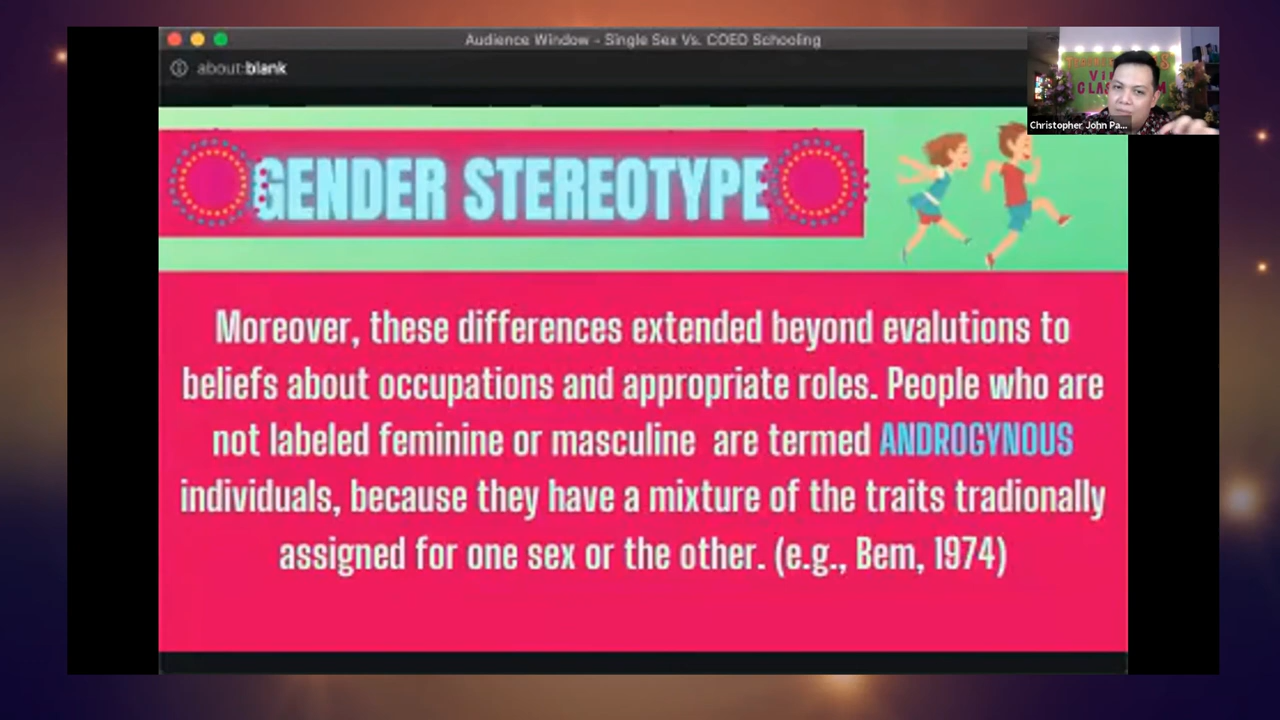 Audience Window - Single Sex Vs. COED Schooling
about:blank
Christopher John Pa...
GENDER STEREOTYPE
Moreover, these differences extended beyond evalutions to
beliefs about occupations and appropriate roles. People who are
not labeled feminine or masculine are termed ANDROGYNOUS
individuals, because they have a mixture of the traits tradionally
assigned for one sex or the other. (e.g., Bem, 1974)